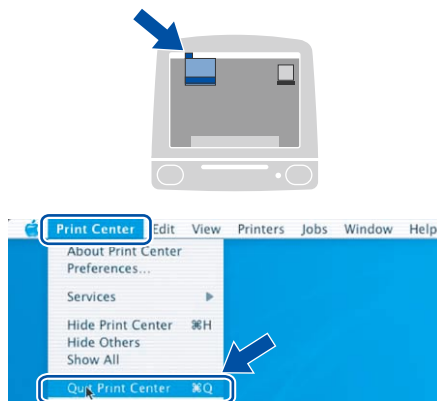 Print Center Edit View Printers Jobs Window Help
About Print Center
Preferences...
Services
Hide Print Center ⌘H
Hide Others
Show All
Quit Print Center ⌘Q